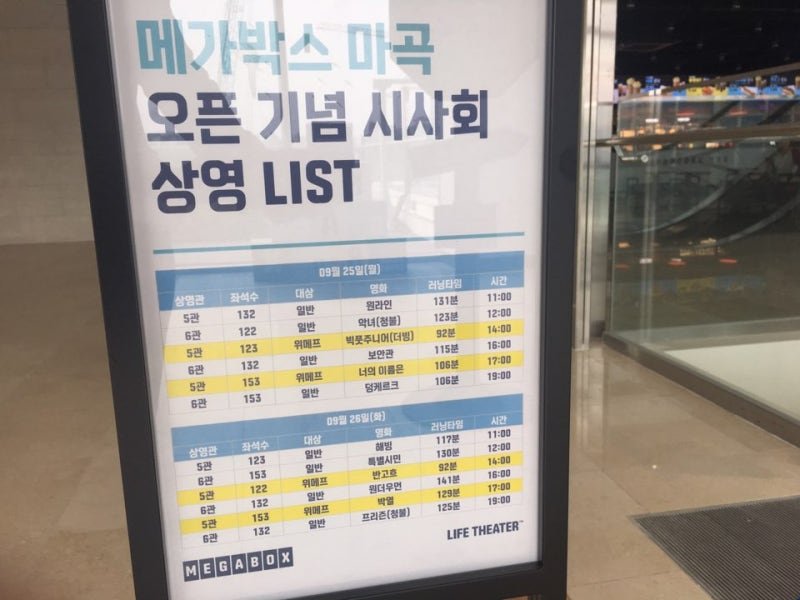 메가박스 마곡
오픈 기념 시사회
상영 LIST
09월 25일(월)
상영관 좌석수 대상 영화 러닝타임 시간
5관 132 일반 원라인 131분 11:00
6관 122 일반 악녀(청불) 123분 12:00
5관 123 위메프 빅풋주니어(더빙) 92분 14:00
6관 132 일반 보안관 115분 16:00
5관 153 위메프 너의 이름은 106분 17:00
6관 153 일반 덩케르크 106분 19:00
09월 26일(화)
상영관 좌석수 대상 영화 러닝타임 시간
5관 123 일반 해빙 117분 11:00
6관 153 일반 특별시민 130분 12:00
5관 122 위메프 반고흐 92분 14:00
6관 132 일반 원더우먼 141분 16:00
5관 153 위메프 박열 129분 17:00
6관 132 일반 프리즌(청불) 125분 19:00
MEGABOX
LIFE THEATER™